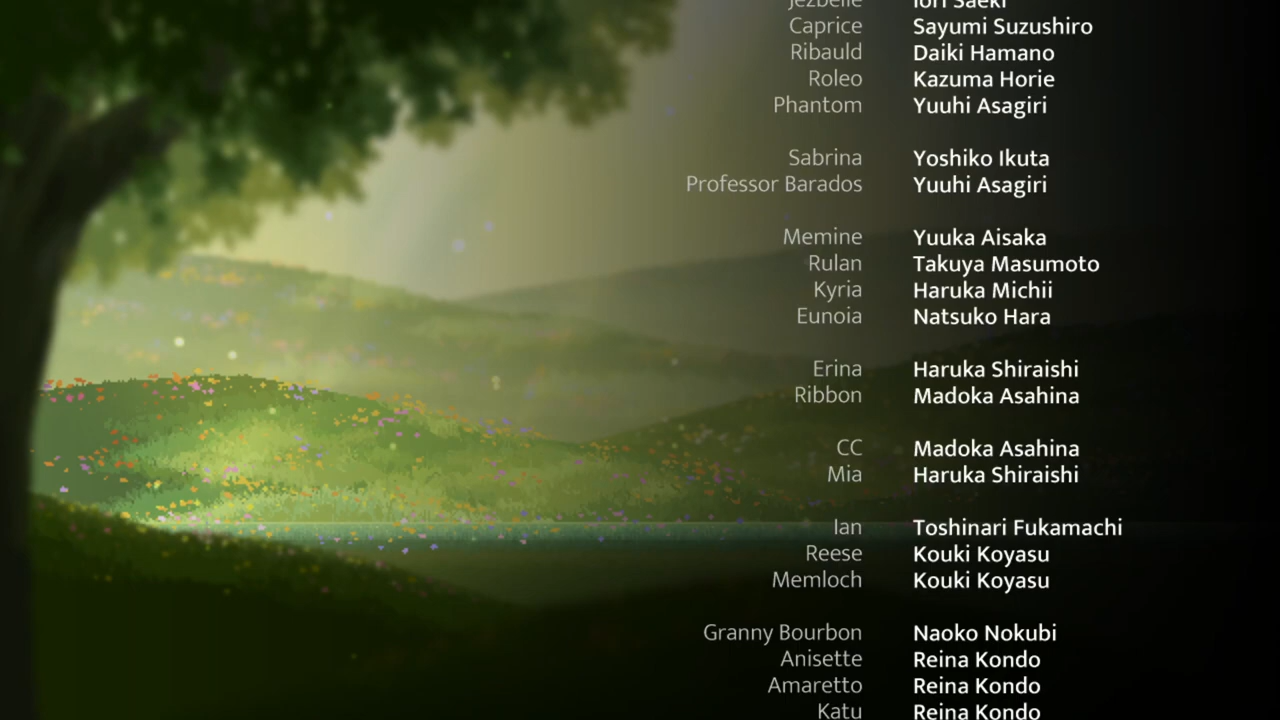 Jezbelle Iori Saeki
Caprice Sayumi Suzushiro
Ribauld Daiki Hamano
Roleo Kazuma Horie
Phantom Yuuhi Asagiri
Sabrina Yoshiko Ikuta
Professor Barados Yuuhi Asagiri
Memine Yuuka Aisaka
Rulan Takuya Masumoto
Kyria Haruka Michii
Eunoia Natsuko Hara
Erina Haruka Shiraishi
Ribbon Madoka Asahina
CC Madoka Asahina
Mia Haruka Shiraishi
Ian Toshinari Fukamachi
Reese Kouki Koyasu
Memloch Kouki Koyasu
Granny Bourbon Naoko Nokubi
Anisette Reina Kondo
Amaretto Reina Kondo
Katu Reina Kondo